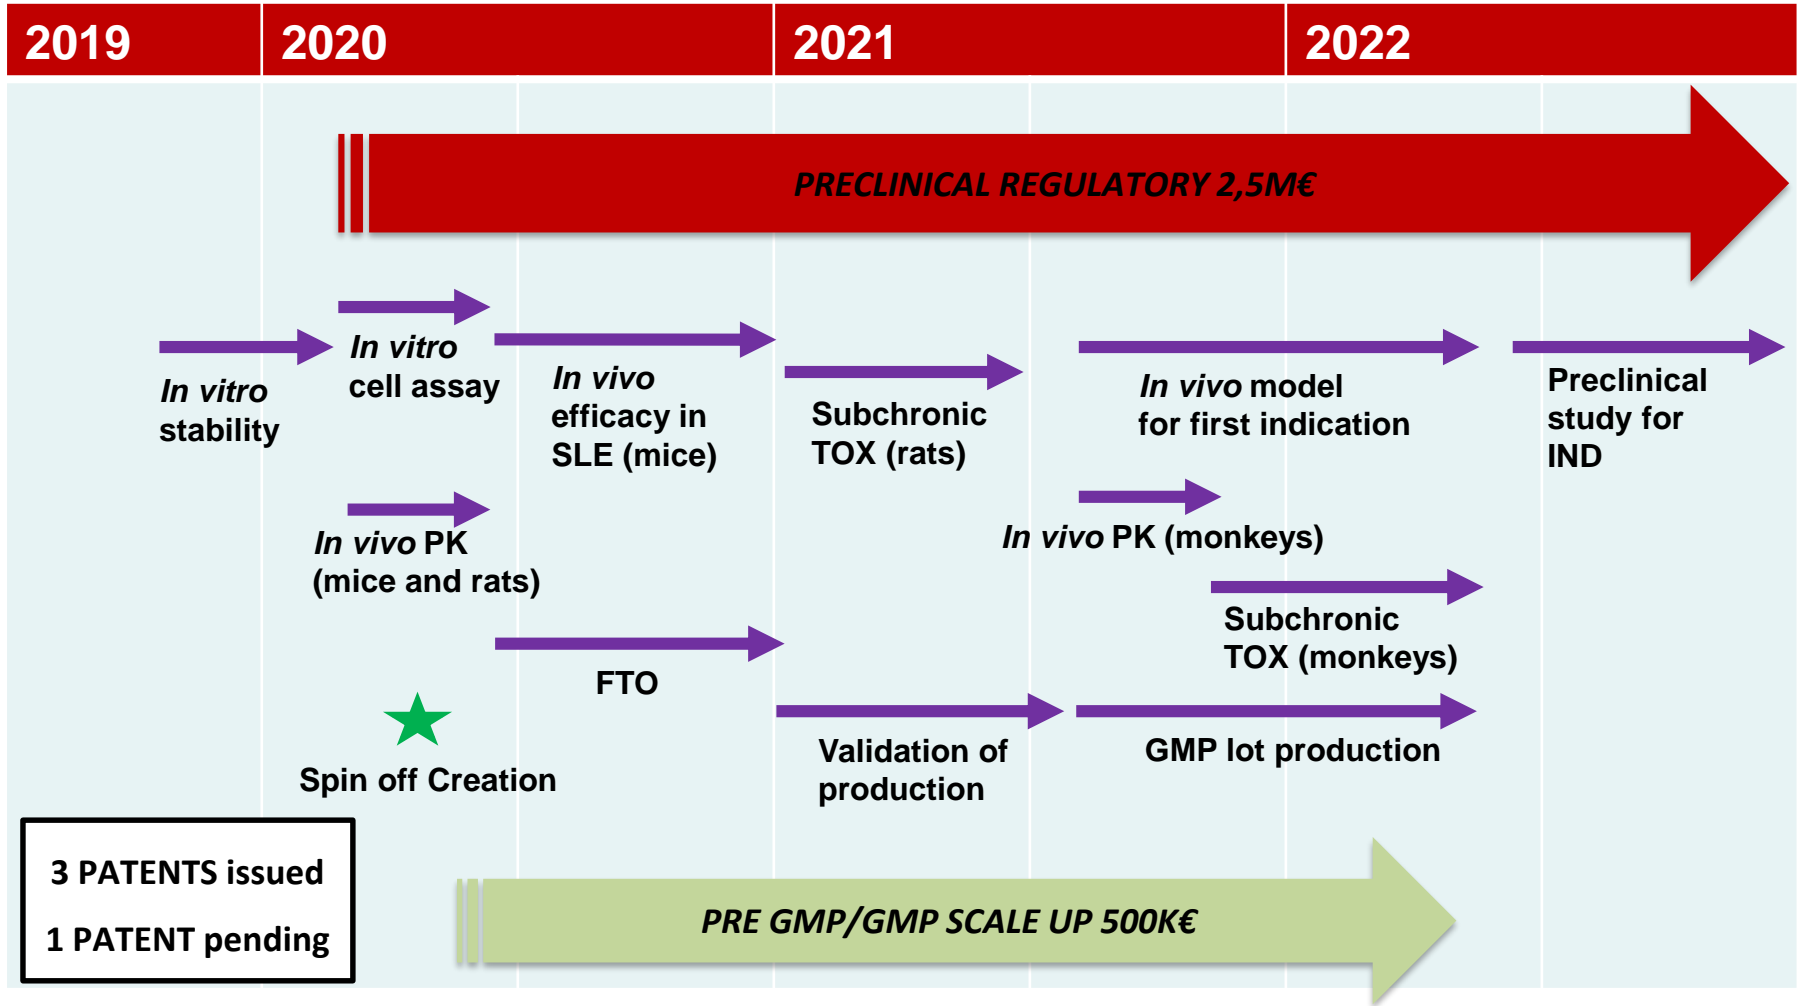 2019
2020
2021
2022
PRECLINICAL REGULATORY 2,5M€
In vitro
stability
In vitro
cell assay
In vivo
efficacy in
SLE (mice)
Subchronic
TOX (rats)
In vivo model
for first indication
Preclinical
study for
IND
In vivo PK
(mice and rats)
In vivo PK (monkeys)
Subchronic
TOX (monkeys)
FTO
Spin off Creation
Validation of
production
GMP lot production
3 PATENTS issued
1 PATENT pending
PRE GMP/GMP SCALE UP 500K€